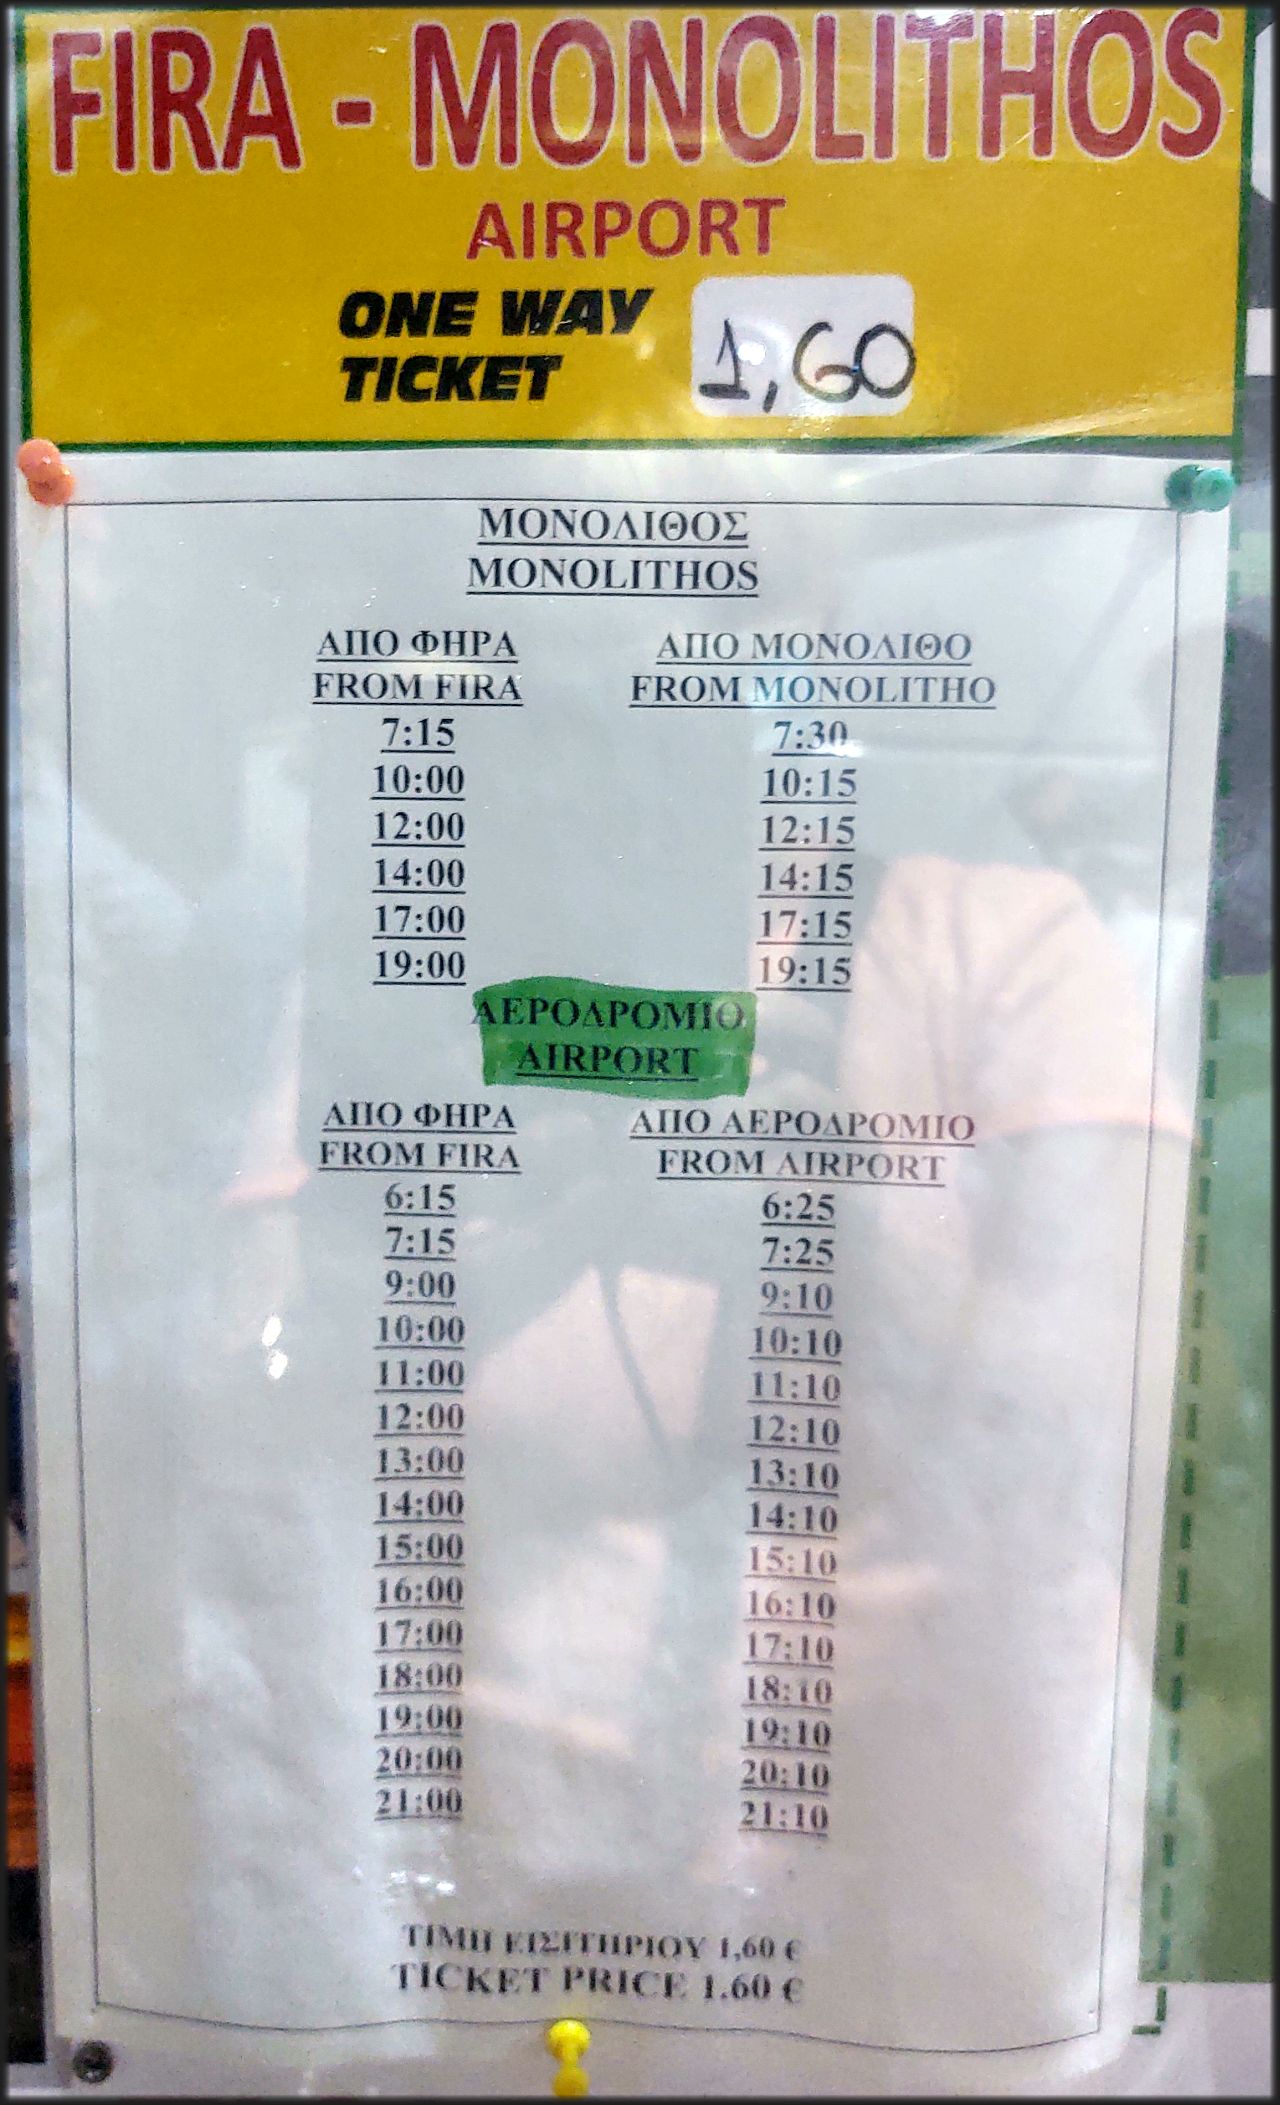 FIRA - MONOLITHOS
AIRPORT
ONE WAY
TICKET 1,60
ΜΟΝΟΛΙΘΟΣ
MONOLITHOS
ΑΠΟ ΦΗΡΑ ΑΠΟ ΜΟΝΟΛΙΘΟ
FROM FIRA FROM MONOLITHO
7:15 7:30
10:00 10:15
12:00 12:15
14:00 14:15
17:00 17:15
19:00 19:15
ΑΕΡΟΔΡΟΜΙΟ
AIRPORT
ΑΠΟ ΦΗΡΑ ΑΠΟ ΑΕΡΟΔΡΟΜΙΟ
FROM FIRA FROM AIRPORT
6:15 6:25
7:15 7:25
9:00 9:10
10:00 10:10
11:00 11:10
12:00 12:10
13:00 13:10
14:00 14:10
15:00 15:10
16:00 16:10
17:00 17:10
18:00 18:10
19:00 19:10
20:00 20:10
21:00 21:10
ΤΙΜΗ ΕΙΣΙΤΗΡΙΟΥ 1,60 €
TICKET PRICE 1.60 €